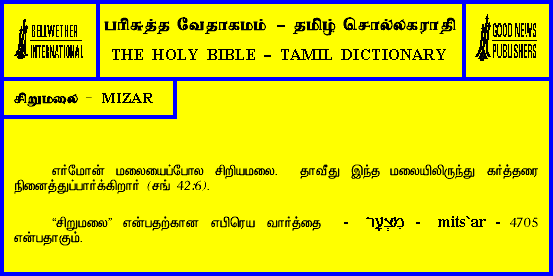 BELLWETHER
INTERNATIONAL
பரிசுத்த வேதாகமம் – தமிழ் சொல்லகராதி
THE HOLY BIBLE – TAMIL DICTIONARY
GOOD NEWS
PUBLISHERS
சிறுமலை – MIZAR
எர்மோன் மலையைப்போல சிறியமலை. தாவீது இந்த மலையிலிருந்து கர்த்தரை
நினைத்துப்பார்க்கிறார் (சங் 42:6).
“சிறுமலை” என்பதற்கான எபிரெய வார்த்தை - מִצְעָר - mits`ar - 4705
என்பதாகும்.